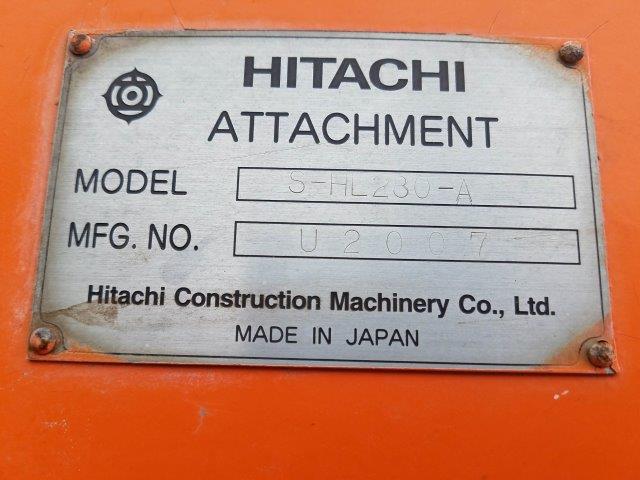 HITACHI
ATTACHMENT
MODEL S-HL230-A
MFG. NO. U2007
Hitachi Construction Machinery Co., Ltd.
MADE IN JAPAN